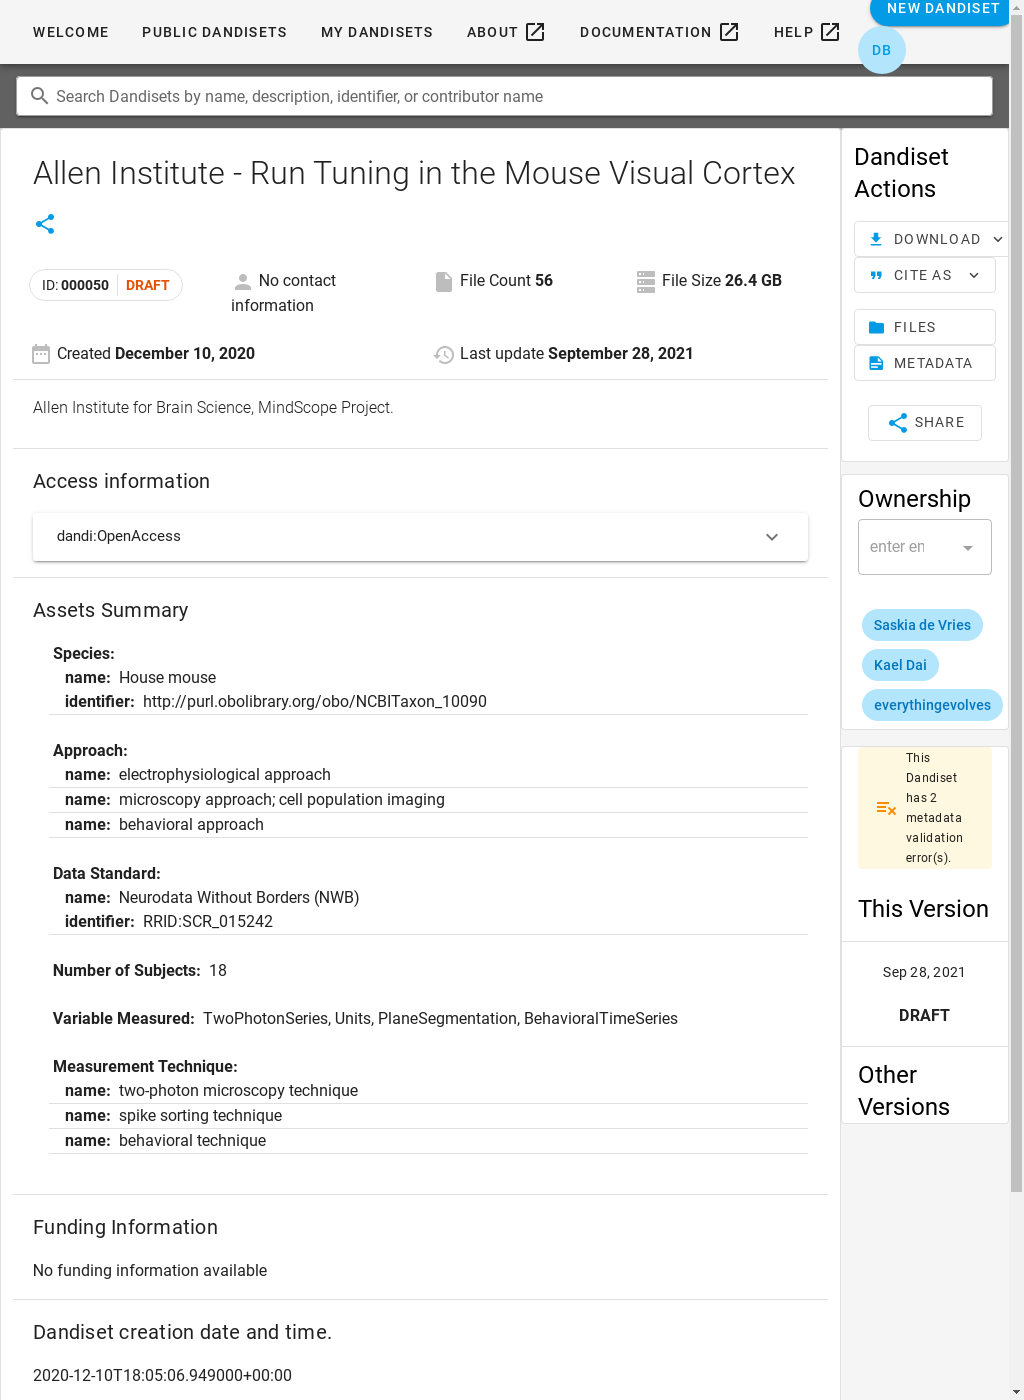 WELCOME PUBLIC DANDISETS MY DANDISETS ABOUT DOCUMENTATION HELP NEW DANDISET
DB
Search Dandisets by name, description, identifier, or contributor name
Allen Institute - Run Tuning in the Mouse Visual Cortex
ID: 000050 DRAFT
No contact
information
File Count 56
File Size 26.4 GB
Created December 10, 2020
Last update September 28, 2021
Allen Institute for Brain Science, MindScope Project.
Access information
dandi:OpenAccess
Assets Summary
Species:
name: House mouse
identifier: http://purl.obolibrary.org/obo/NCBITaxon_10090
Approach:
name: electrophysiological approach
name: microscopy approach; cell population imaging
name: behavioral approach
Data Standard:
name: Neurodata Without Borders (NWB)
identifier: RRID:SCR_015242
Number of Subjects: 18
Variable Measured: TwoPhotonSeries, Units, PlaneSegmentation, BehavioralTimeSeries
Measurement Technique:
name: two-photon microscopy technique
name: spike sorting technique
name: behavioral technique
Funding Information
No funding information available
Dandiset creation date and time.
2020-12-10T18:05:06.949000+00:00
Dandiset
Actions
DOWNLOAD
CITE AS
FILES
METADATA
SHARE
Ownership
enter en
Saskia de Vries
Kael Dai
everythingevolves
This
Dandiset
has 2
metadata
validation
error(s).
This Version
Sep 28, 2021
DRAFT
Other
Versions